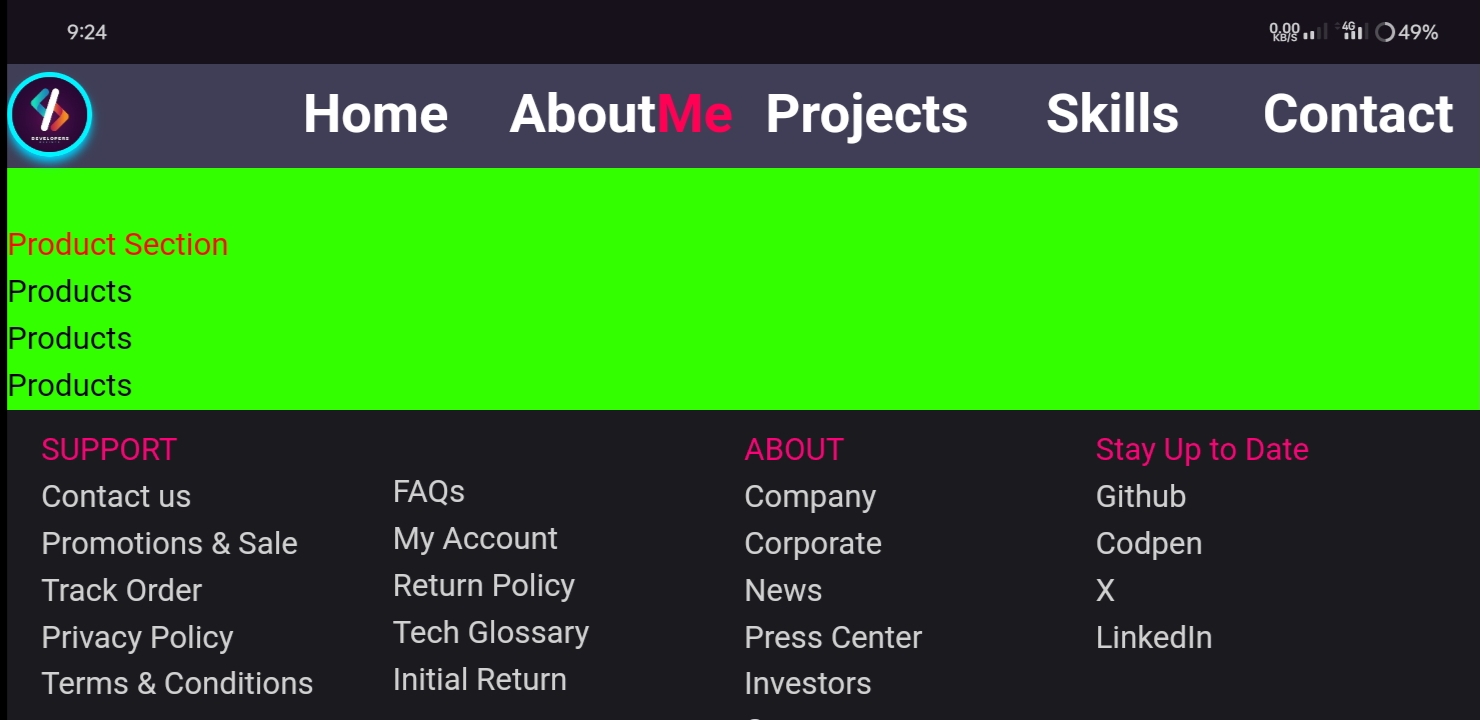 9:24
0.00 KB/S 4G 49%
DEVELOPERS
Home AboutMe Projects Skills Contact
Product Section
Products
Products
Products
SUPPORT
Contact us
Promotions & Sale
Track Order
Privacy Policy
Terms & Conditions
FAQs
My Account
Return Policy
Tech Glossary
Initial Return
ABOUT
Company
Corporate
News
Press Center
Investors
Stay Up to Date
Github
Codpen
X
LinkedIn